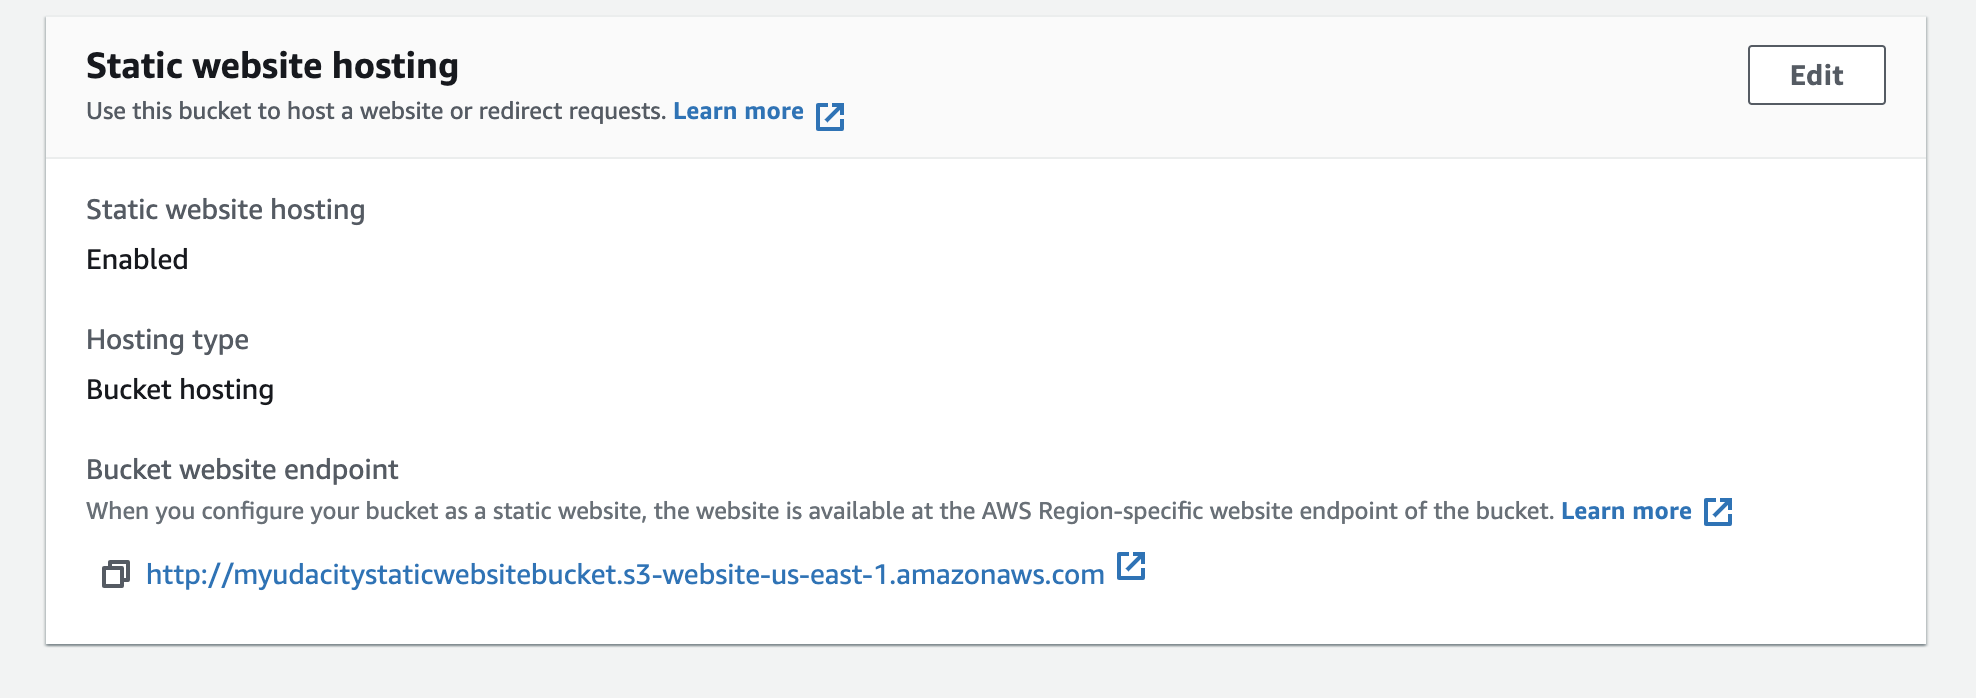 Static website hosting
Edit
Use this bucket to host a website or redirect requests. Learn more
Static website hosting
Enabled
Hosting type
Bucket hosting
Bucket website endpoint
When you configure your bucket as a static website, the website is available at the AWS Region-specific website endpoint of the bucket. Learn more
http://myudacitystaticwebsitebucket.s3-website-us-east-1.amazonaws.com